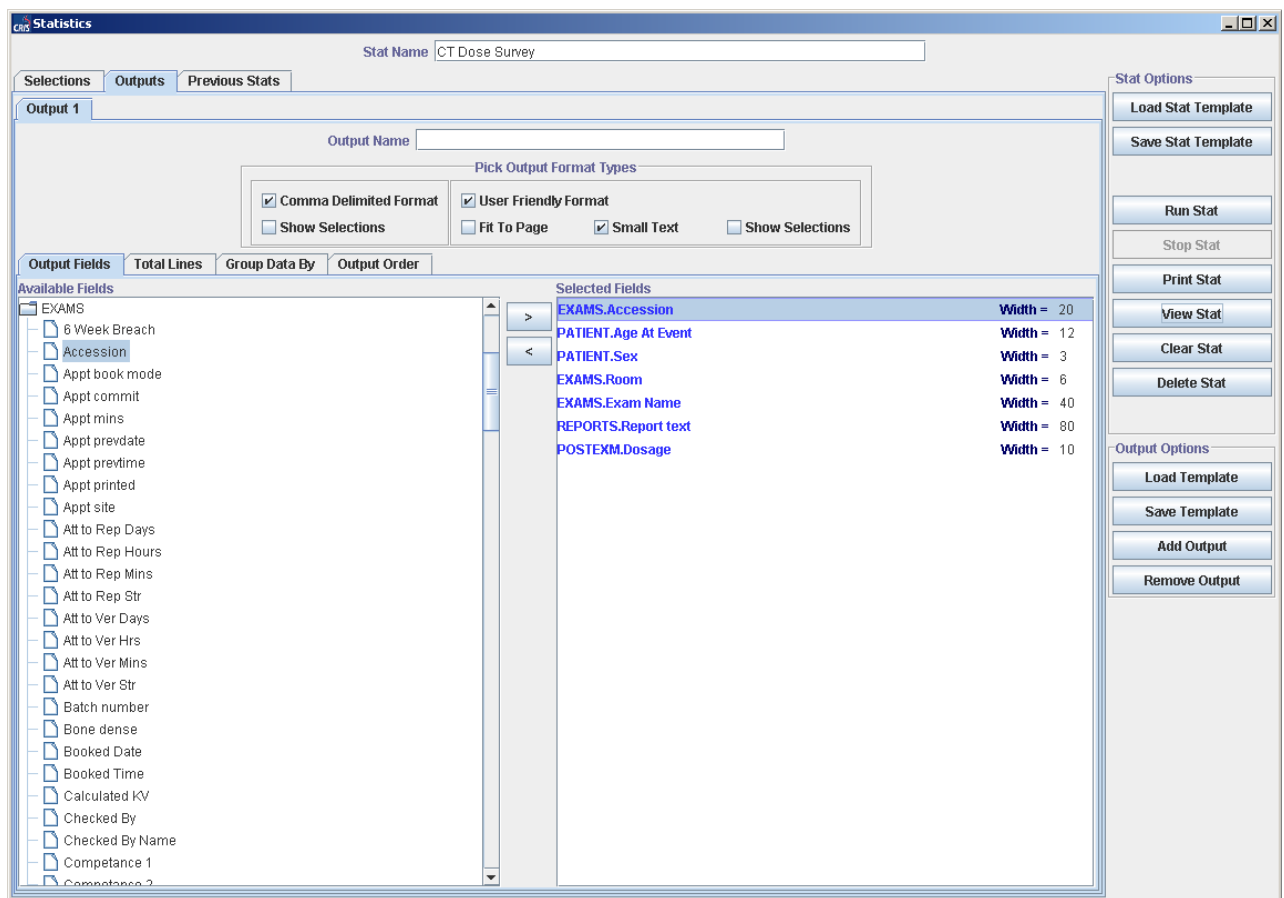 CRIS Statistics
Stat Name CT Dose Survey
Selections Outputs Previous Stats
Output 1
Output Name
Pick Output Format Types
Comma Delimited Format User Friendly Format
Show Selections Fit To Page Small Text Show Selections
Output Fields Total Lines Group Data By Output Order
Available Fields
EXAMS
6 Week Breach
Accession
Appt book mode
Appt commit
Appt mins
Appt prevdate
Appt prevtime
Appt printed
Appt site
Att to Rep Days
Att to Rep Hours
Att to Rep Mins
Att to Rep Str
Att to Ver Days
Att to Ver Hrs
Att to Ver Mins
Att to Ver Str
Batch number
Bone dense
Booked Date
Booked Time
Calculated KV
Checked By
Checked By Name
Competance 1
Competance 2
>
<
Selected Fields
EXAMS.Accession Width = 20
PATIENT.Age At Event Width = 12
PATIENT.Sex Width = 3
EXAMS.Room Width = 6
EXAMS.Exam Name Width = 40
REPORTS.Report text Width = 80
POSTEXM.Dosage Width = 10
Stat Options
Load Stat Template
Save Stat Template
Run Stat
Stop Stat
Print Stat
View Stat
Clear Stat
Delete Stat
Output Options
Load Template
Save Template
Add Output
Remove Output